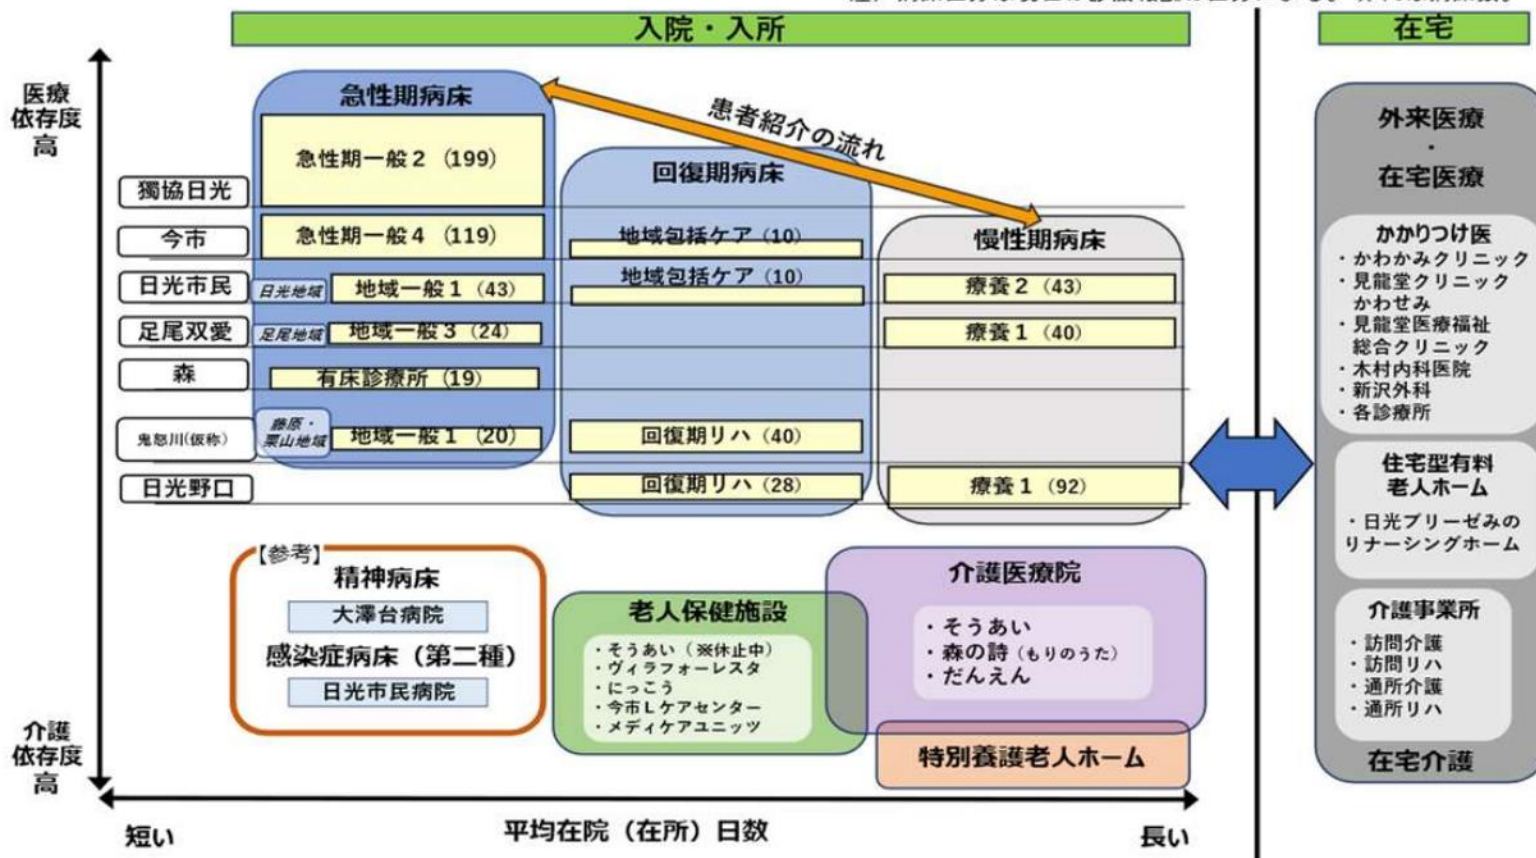 入院・入所
在宅
医療
依存度
高
急性期病床
患者紹介の流れ
回復期病床
慢性期病床
獨協日光
急性期一般2（199）
今市
急性期一般4（119）
地域包括ケア（10）
日光市民
日光地域
地域一般1（43）
地域包括ケア（10）
療養2（43）
足尾双愛
足尾地域
地域一般3（24）
療養1（40）
森
有床診療所（19）
鬼怒川(仮称)
藤原・
栗山地域
地域一般1（20）
回復期リハ（40）
日光野口
回復期リハ（28）
療養1（92）
【参考】
精神病床
大澤台病院
感染症病床（第二種）
日光市民病院
老人保健施設
・そうあい（※休止中）
・ヴィラフォーレスタ
・にっこう
・今市Lケアセンター
・メディケアユニッツ
介護医療院
・そうあい
・森の詩（もりのうた）
・だんえん
特別養護老人ホーム
外来医療
・
在宅医療
かかりつけ医
・かわかみクリニック
・見龍堂クリニック
かわせみ
・見龍堂医療福祉
総合クリニック
・木村内科医院
・新沢外科
・各診療所
住宅型有料
老人ホーム
・日光ブリーゼみの
りナーシングホーム
介護事業所
・訪問介護
・訪問リハ
・通所介護
・通所リハ
在宅介護
介護
依存度
高
短い
平均在院（在所）日数
長い